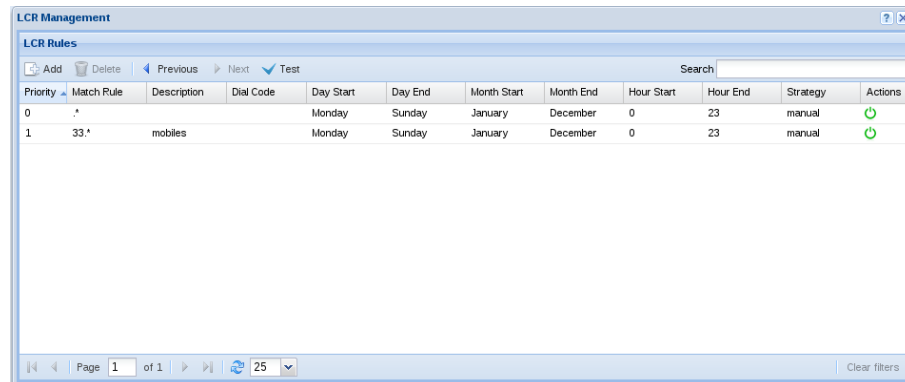 LCR Management
LCR Rules
Add Delete Previous Next Test Search
Priority Match Rule Description Dial Code Day Start Day End Month Start Month End Hour Start Hour End Strategy Actions
0 .* Monday Sunday January December 0 23 manual
1 33.* mobiles Monday Sunday January December 0 23 manual
Page 1 of 1 25 Clear filters